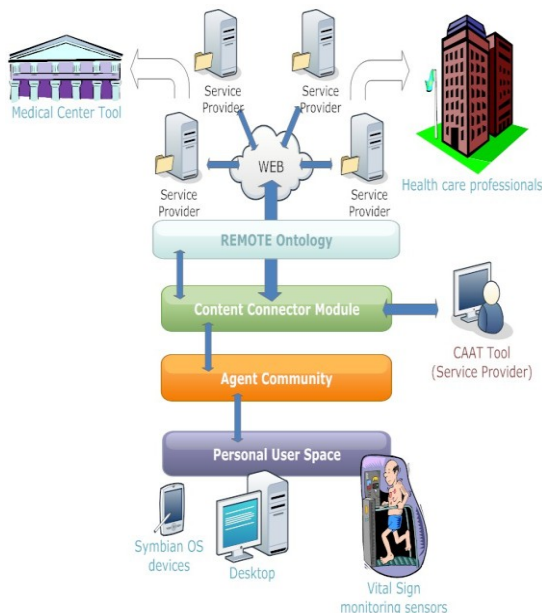 Service
Provider
Service
Provider
Medical Center Tool
WEB
Service
Provider
Service
Provider
Health care professionals
REMOTE Ontology
Content Connector Module
CAAT Tool
(Service Provider)
Agent Community
Personal User Space
Symbian OS
devices
Desktop
Vital Sign
monitoring sensors